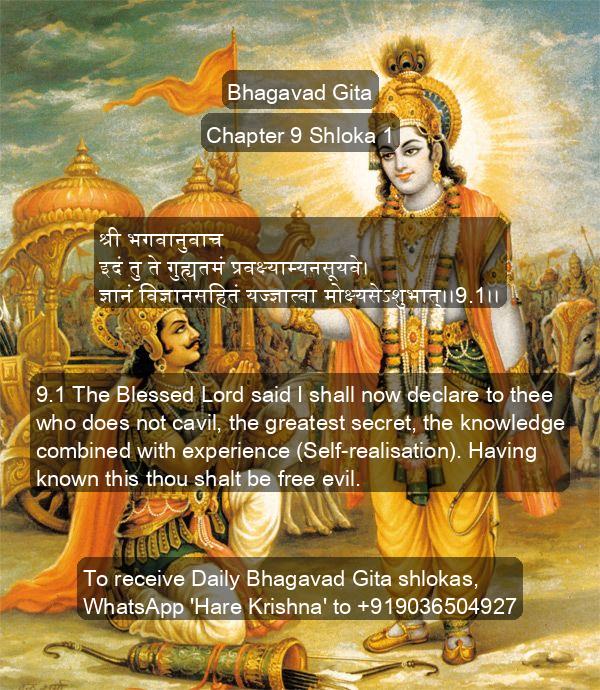 Bhagavad Gita
Chapter 9 Shloka 1
श्री भगवानुवाच
इदं तु ते गुह्यतमं प्रवक्ष्याम्यनसूयवे।
ज्ञानं विज्ञानसहितं यज्ज्ञात्वा मोक्ष्यसेऽशुभात्।।9.1।।
9.1 The Blessed Lord said I shall now declare to thee
who does not cavil, the greatest secret, the knowledge
combined with experience (Self-realisation). Having
known this thou shalt be free evil.
To receive Daily Bhagavad Gita shlokas,
WhatsApp 'Hare Krishna' to +919036504927